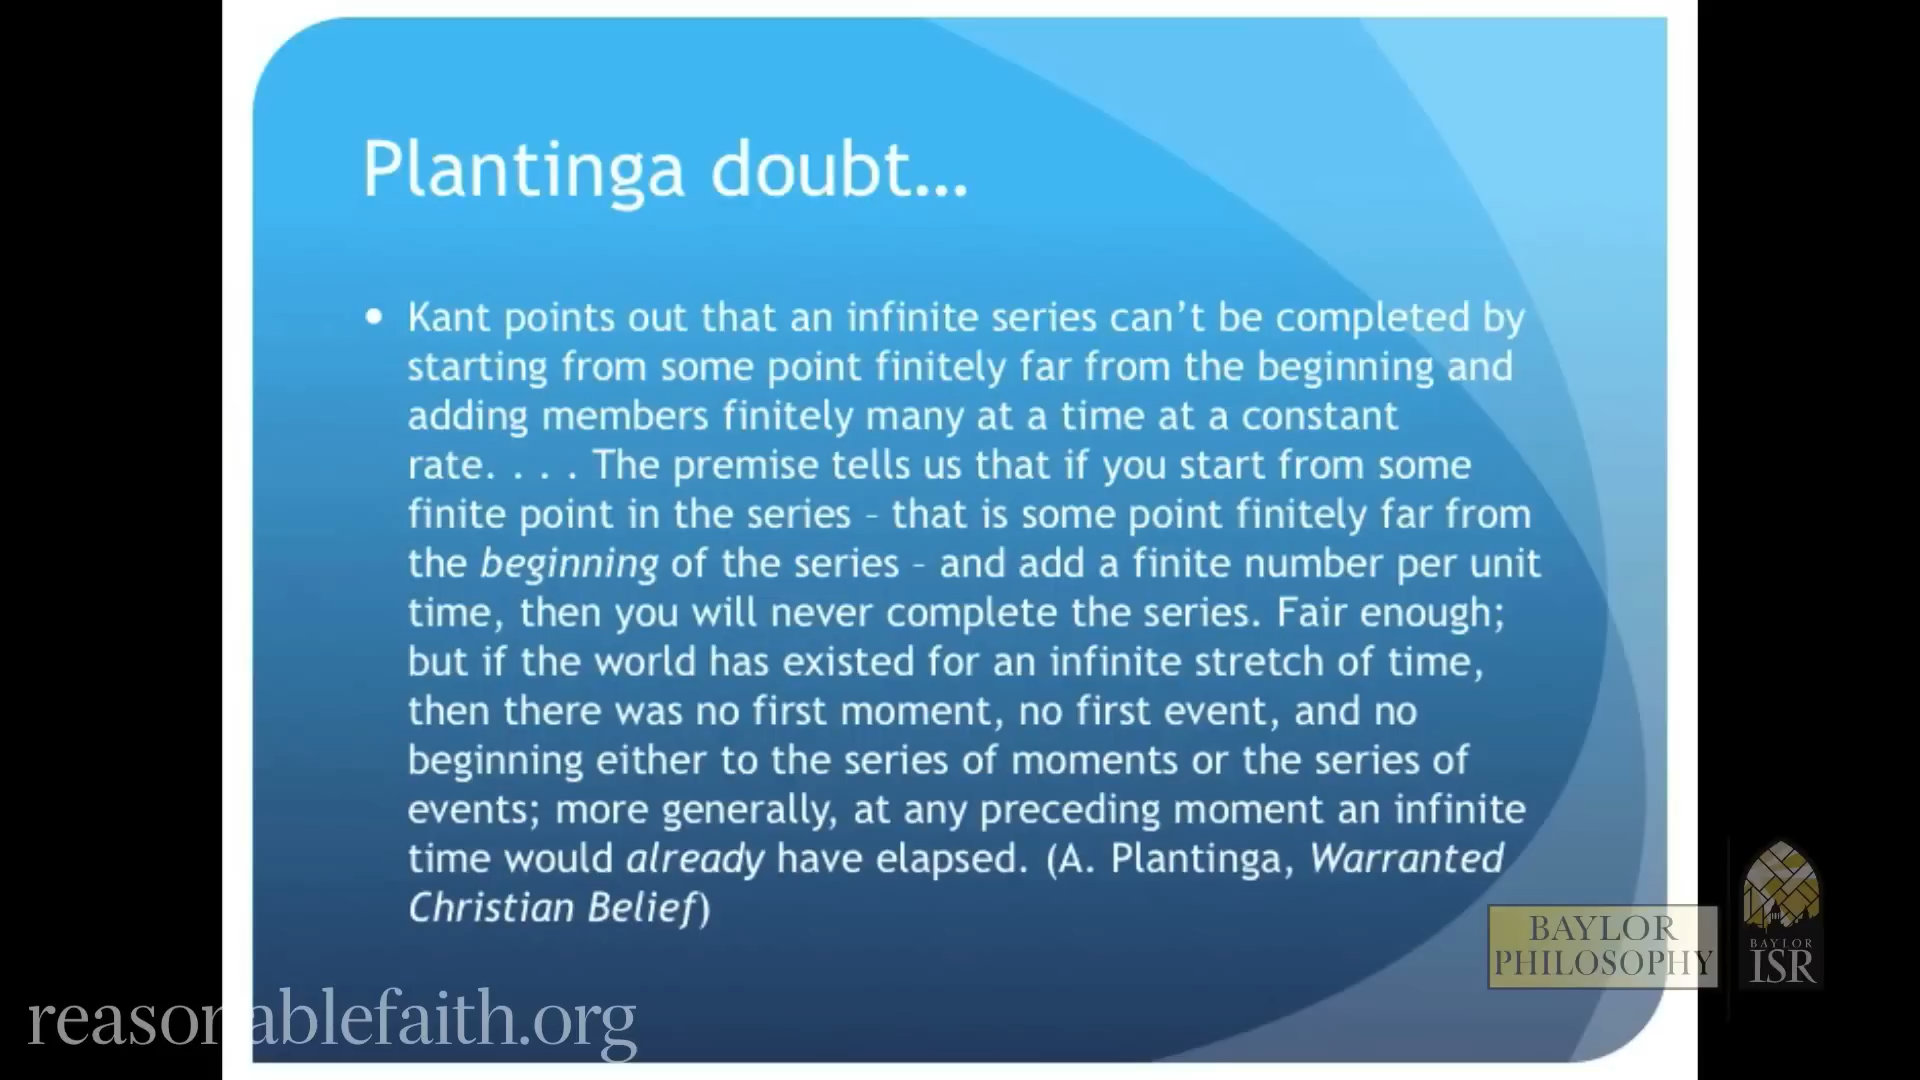 Plantinga doubt…
• Kant points out that an infinite series can’t be completed by
starting from some point finitely far from the beginning and
adding members finitely many at a time at a constant
rate. . . . The premise tells us that if you start from some
finite point in the series – that is some point finitely far from
the beginning of the series – and add a finite number per unit
time, then you will never complete the series. Fair enough;
but if the world has existed for an infinite stretch of time,
then there was no first moment, no first event, and no
beginning either to the series of moments or the series of
events; more generally, at any preceding moment an infinite
time would already have elapsed. (A. Plantinga, Warranted
Christian Belief)
BAYLOR
PHILOSOPHY
BAYLOR
ISR
reasonablefaith.org